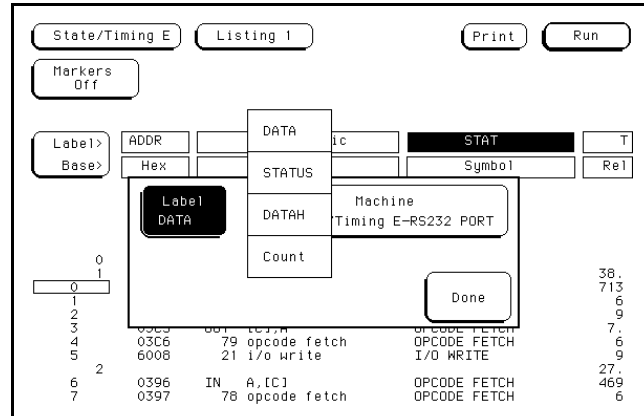 State/Timing E Listing 1 Print Run
Markers
Off
Label> ADDR DATA ic STAT T
Base> Hex STATUS Symbol Rel
Label Machine
DATA DATAH Timing E-RS232 PORT
Count
Done
0
1 38.
0 713
1 6
2 9
3 OPCODE FETCH 7.
4 03C6 79 opcode fetch OPCODE FETCH 6
5 6008 21 i/o write I/O WRITE 9
2 27.
6 0396 IN A,[C] OPCODE FETCH 469
7 0397 78 opcode fetch OPCODE FETCH 6